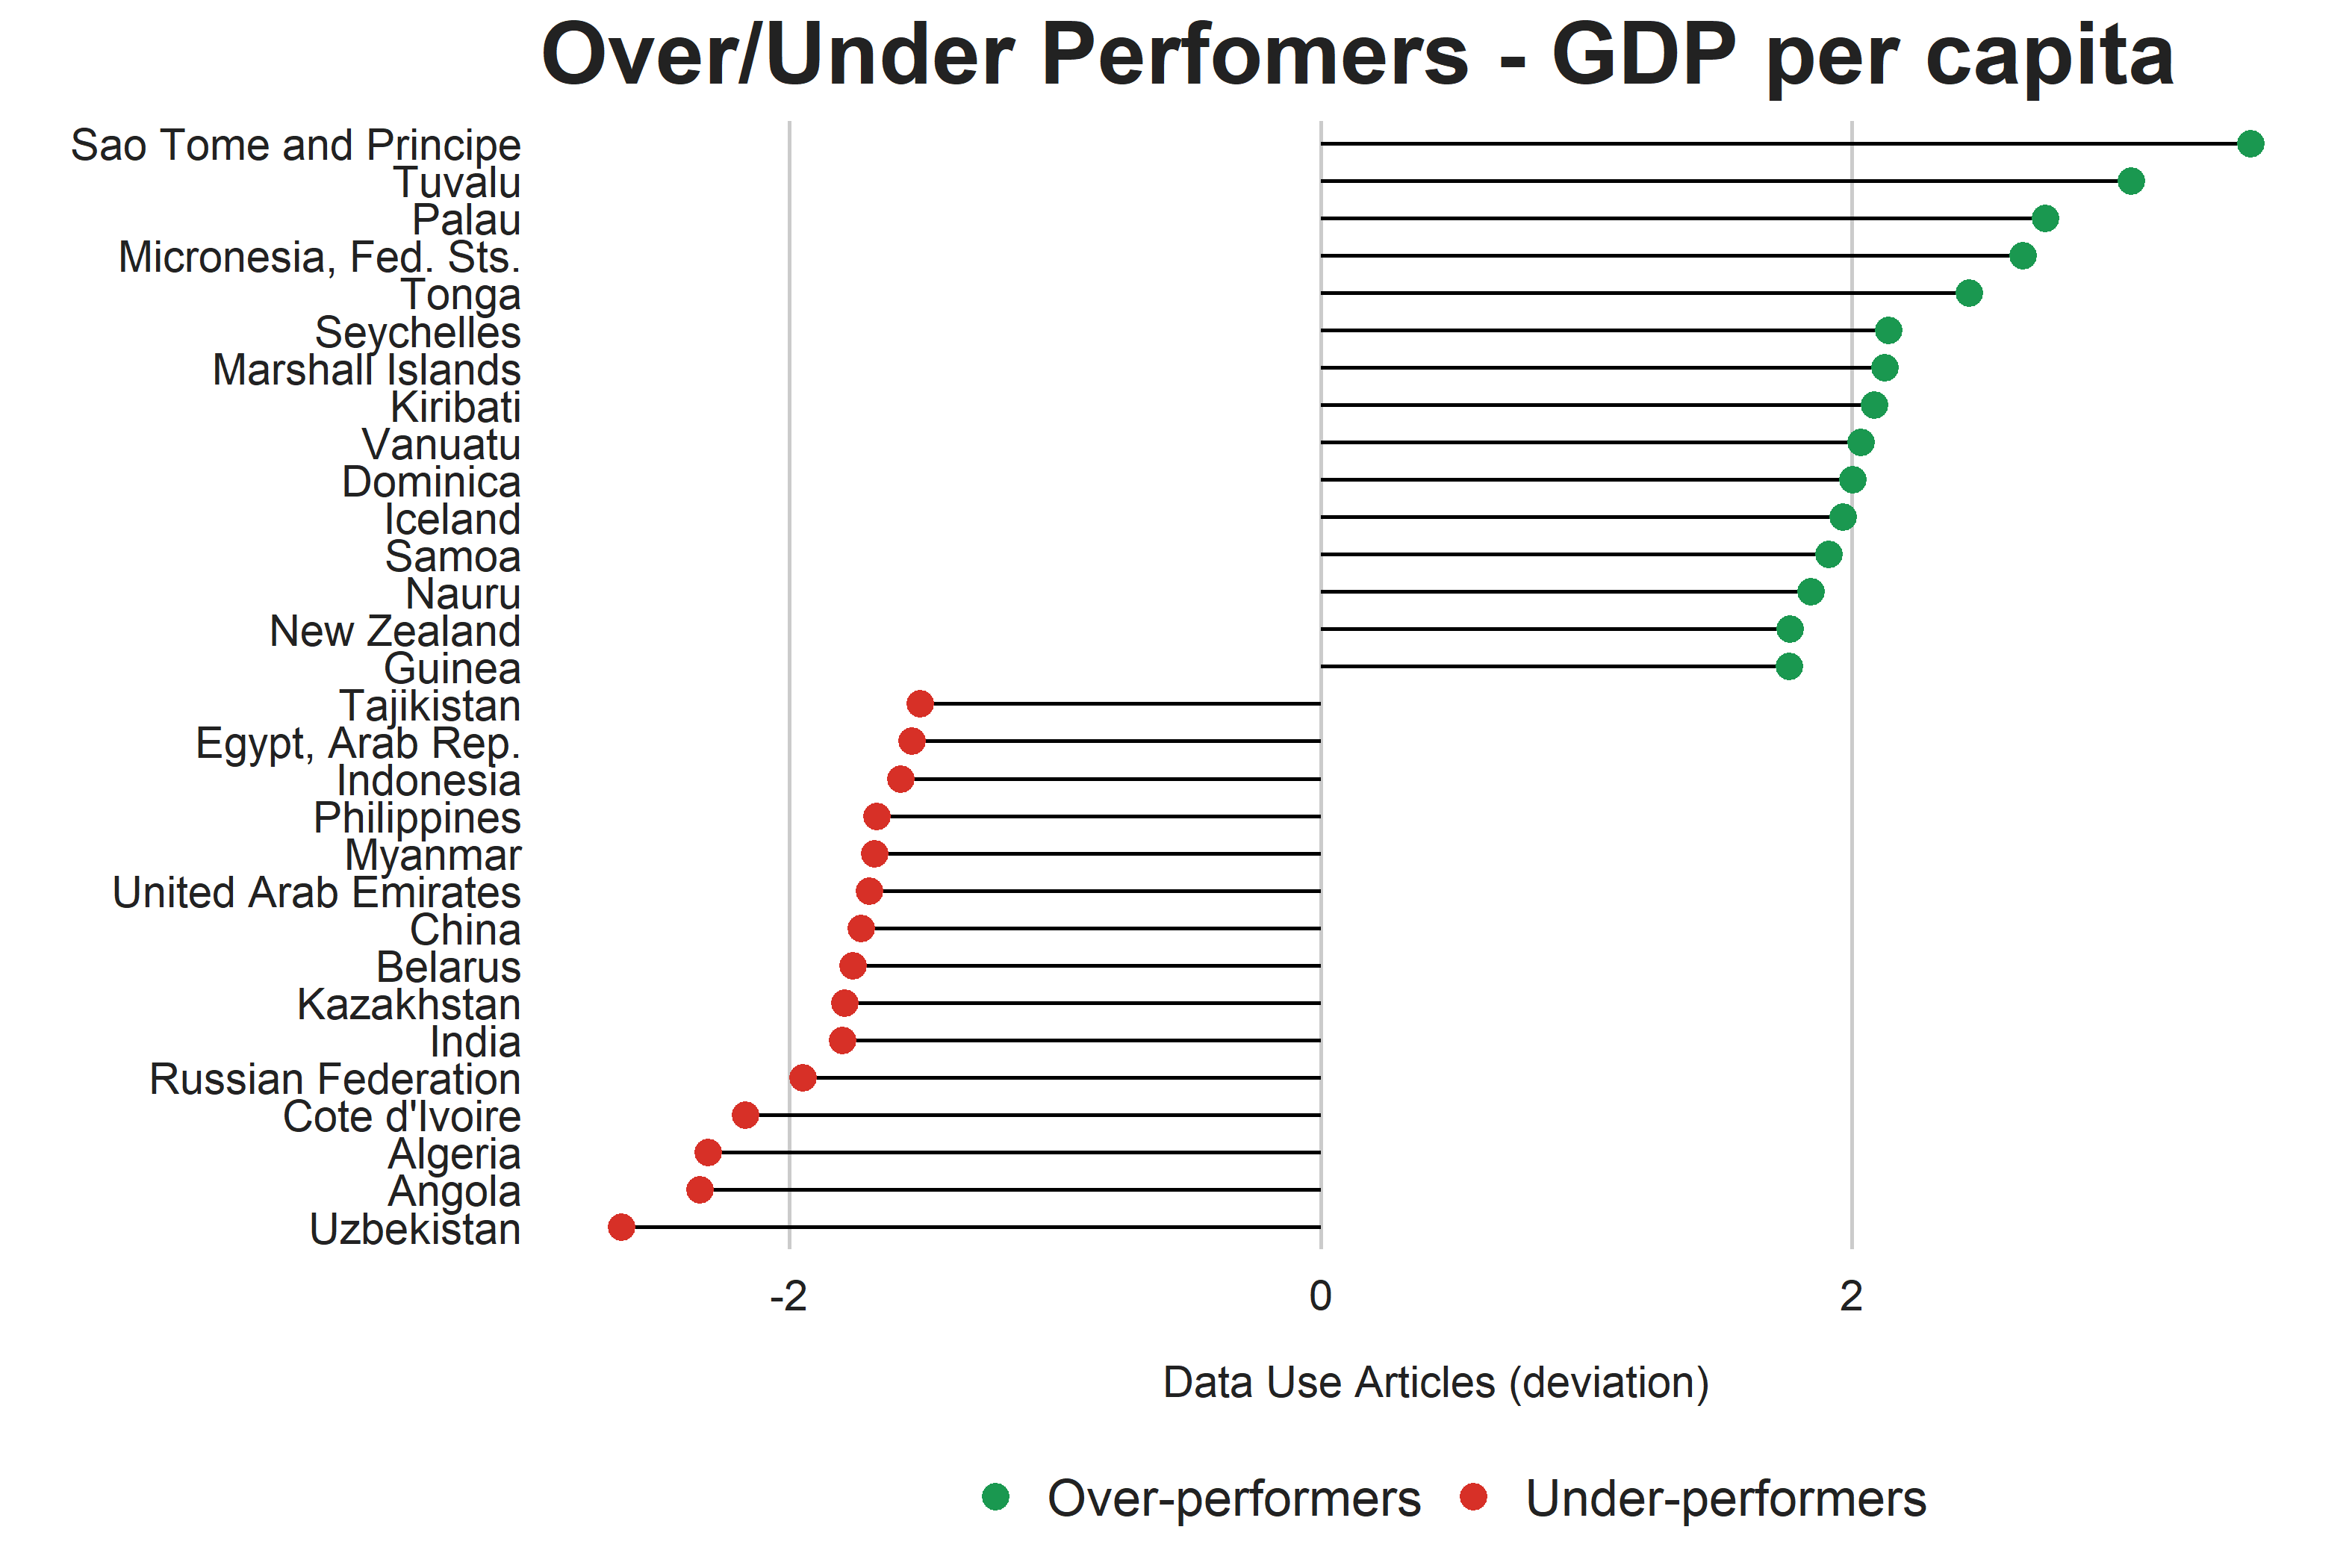 Over/Under Perfomers - GDP per capita
Sao Tome and Principe
Tuvalu
Palau
Micronesia, Fed. Sts.
Tonga
Seychelles
Marshall Islands
Kiribati
Vanuatu
Dominica
Iceland
Samoa
Nauru
New Zealand
Guinea
Tajikistan
Egypt, Arab Rep.
Indonesia
Philippines
Myanmar
United Arab Emirates
China
Belarus
Kazakhstan
India
Russian Federation
Cote d'Ivoire
Algeria
Angola
Uzbekistan
-2 0 2
Data Use Articles (deviation)
Over-performers Under-performers